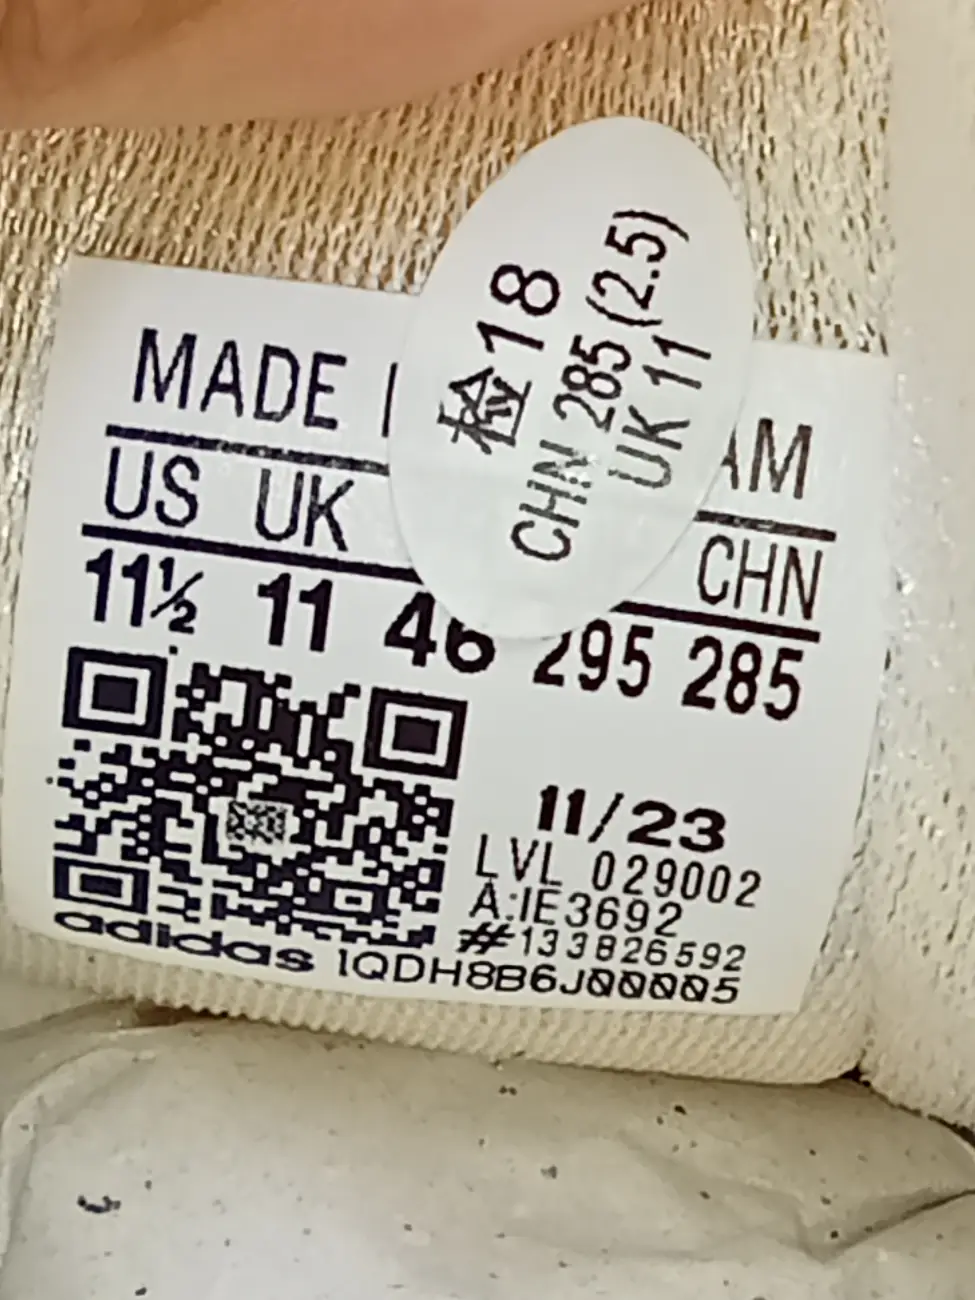 检18
CHN 285 (2.5)
UK 11
MADE I AM
US UK CHN
11½ 11 46 295 285
11/23
LVL 029002
A:IE3692
#133826592
adidas 1QDH8B6J00005